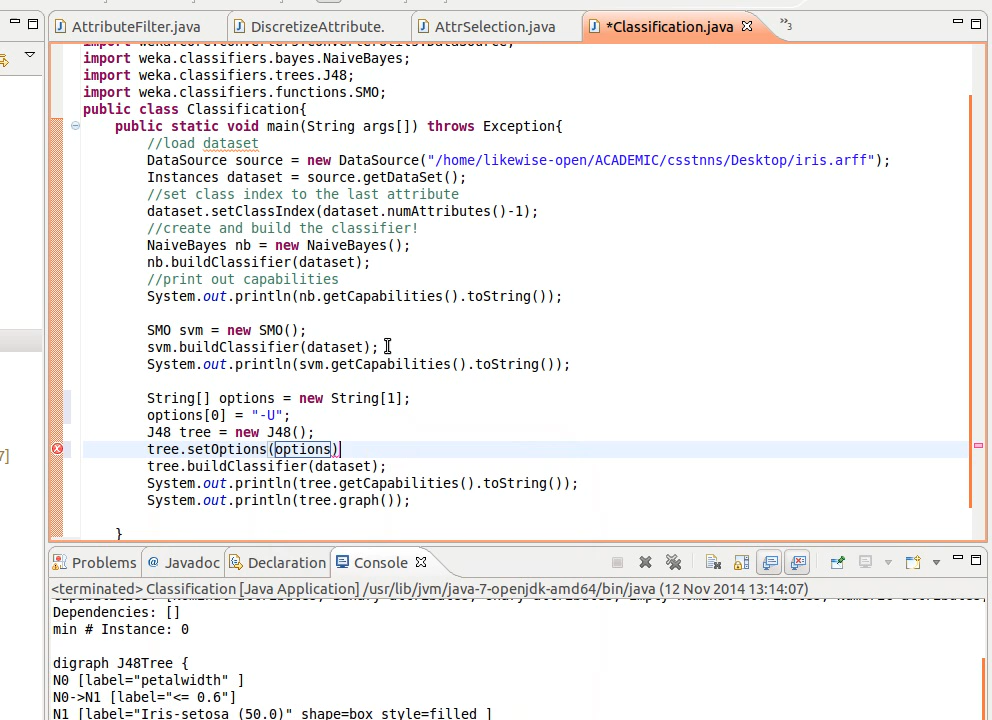 AttributeFilter.java
DiscretizeAttribute.
AttrSelection.java
*Classification.java
3
import weka.core.converters.ConverterUtils.DataSource;
import weka.classifiers.bayes.NaiveBayes;
import weka.classifiers.trees.J48;
import weka.classifiers.functions.SMO;
public class Classification{
public static void main(String args[]) throws Exception{
//load dataset
DataSource source = new DataSource("/home/likewise-open/ACADEMIC/csstnns/Desktop/iris.arff");
Instances dataset = source.getDataSet();
//set class index to the last attribute
dataset.setClassIndex(dataset.numAttributes()-1);
//create and build the classifier!
NaiveBayes nb = new NaiveBayes();
nb.buildClassifier(dataset);
//print out capabilities
System.out.println(nb.getCapabilities().toString());
SMO svm = new SMO();
svm.buildClassifier(dataset);
System.out.println(svm.getCapabilities().toString());
String[] options = new String[1];
options[0] = "-U";
J48 tree = new J48();
tree.setOptions(options)
7]
tree.buildClassifier(dataset);
System.out.println(tree.getCapabilities().toString());
System.out.println(tree.graph());
}
Problems @ Javadoc Declaration Console
<terminated> Classification [Java Application] /usr/lib/jvm/java-7-openjdk-amd64/bin/java (12 Nov 2014 13:14:07)
Dependencies: []
min # Instance: 0
digraph J48Tree {
N0 [label="petalwidth" ]
N0->N1 [label="<= 0.6"]
N1 [label="Iris-setosa (50.0)" shape=box style=filled ]